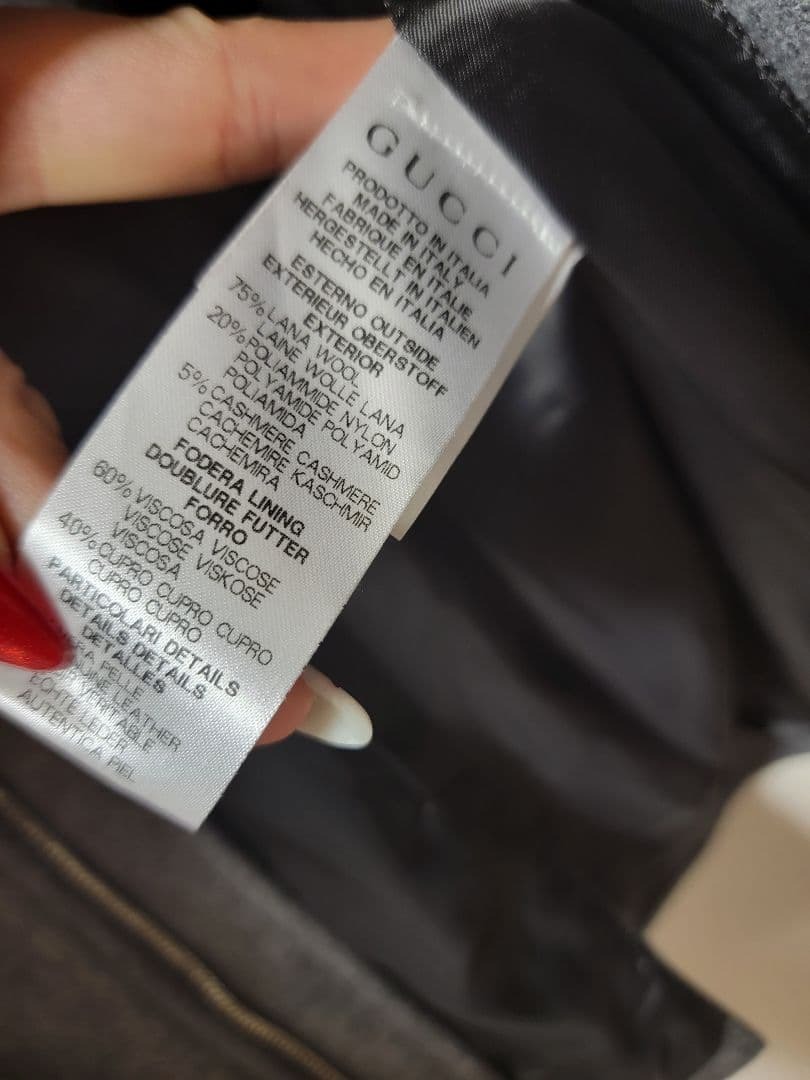 GUCCI
PRODOTTO IN ITALIA
MADE IN ITALY
FABRIQUE EN ITALIE
HERGESTELLT IN ITALIEN
HECHO EN ITALIA
ESTERNO OUTSIDE
EXTERIEUR OBERSTOFF
EXTERIOR
75% LANA WOOL
LAINE WOLLE LANA
20% POLIAMMIDE NYLON
POLYAMIDE POLYAMID
POLIAMIDA
5% CASHMERE CASHMERE
CACHEMIRE KASCHMIR
CACHEMIRA
FODERA LINING
DOUBLURE FUTTER
FORRO
60% VISCOSA VISCOSE
VISCOSE VISKOSE
VISCOSA
40% CUPRO CUPRO CUPRO
CUPRO CUPRO
PARTICOLARI DETAILS
DETAILS DETAILS
DETALLES
PELLE
LEATHER
VERITABLE
ECHTE LEDER
AUTENTICA PIEL